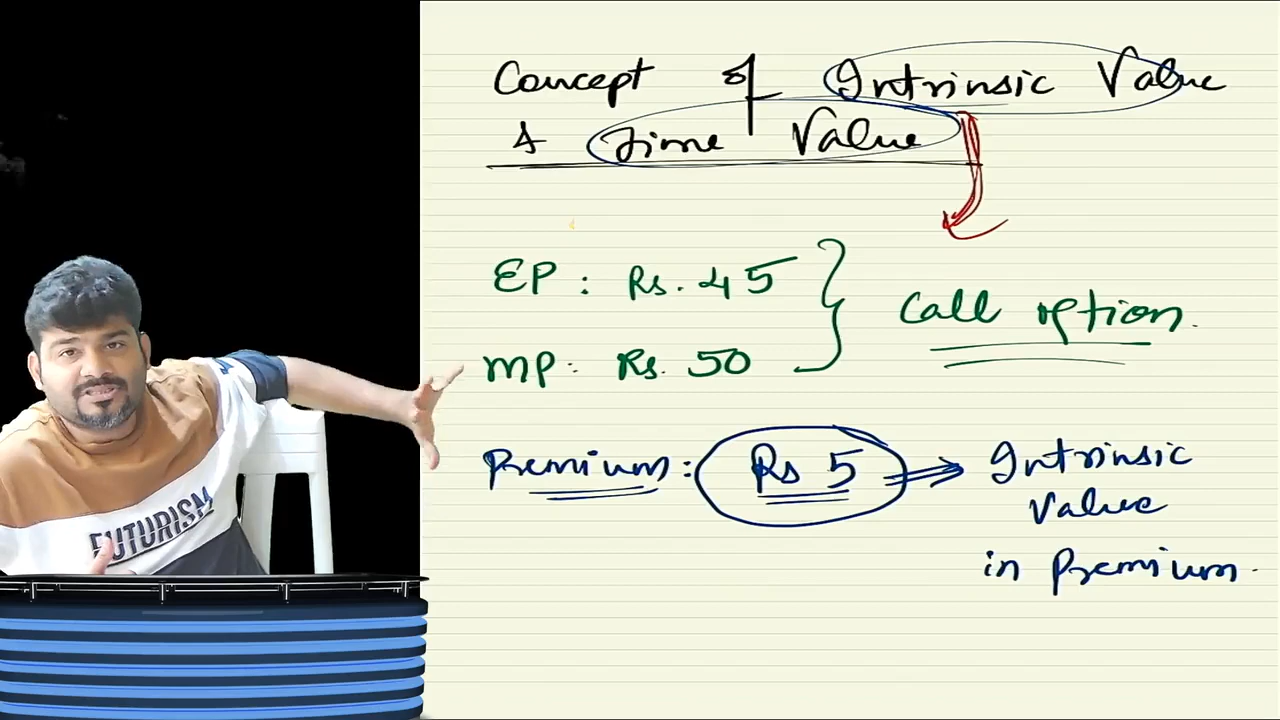 Concept of Intrinsic Value
& Time Value
EP : Rs. 45
MP : Rs. 50
Call option.
Premium : Rs 5 ⇒ Intrinsic
Value
in Premium.
FUTURISM